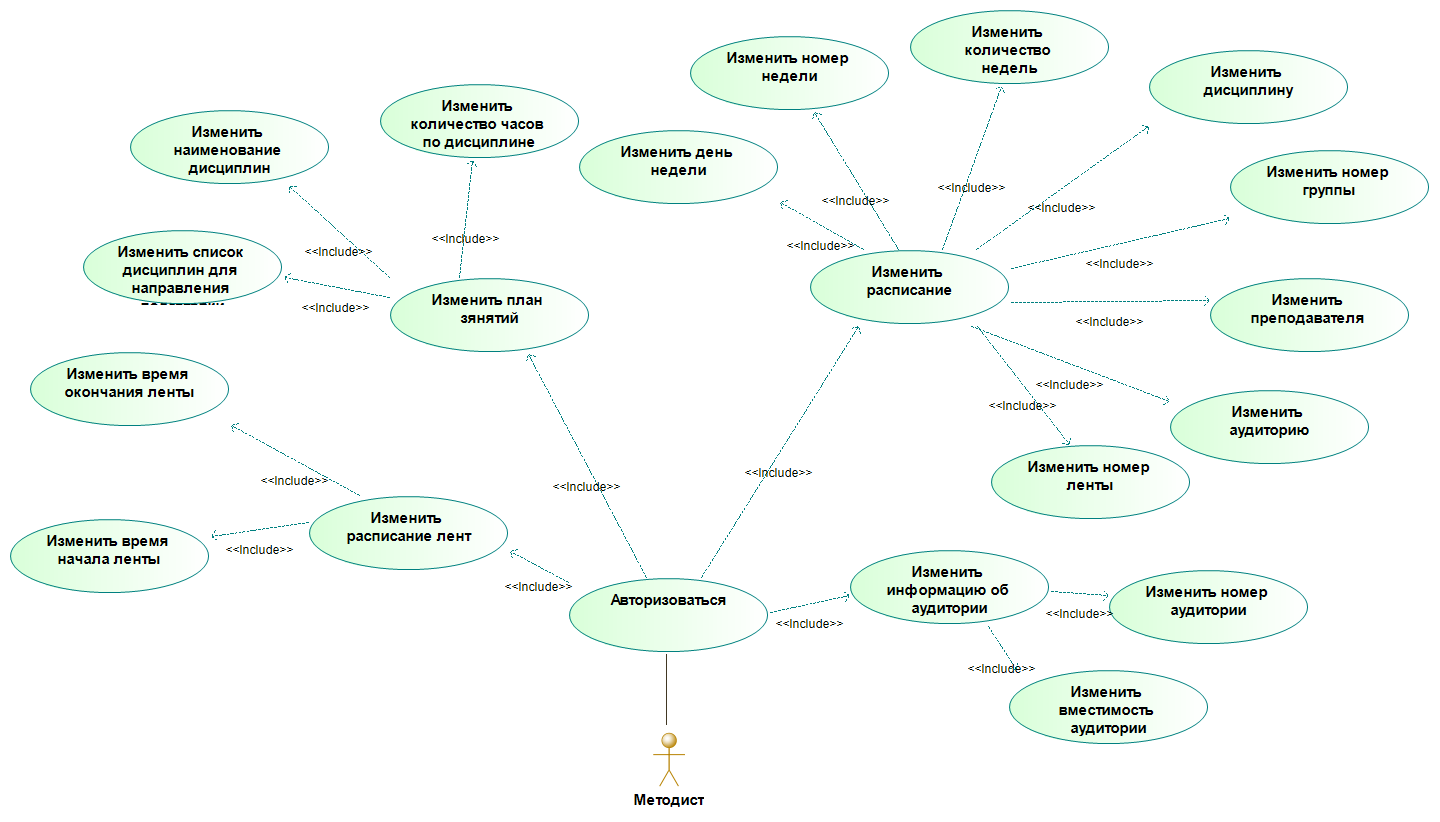 Изменить
количество
недель
Изменить номер
недели
Изменить
дисциплину
Изменить
количество часов
по дисциплине
Изменить
наименование
дисциплин
Изменить день
недели
Изменить номер
группы
<<Include>>
<<Include>>
<<Include>>
<<Include>>
<<Include>>
<<Include>>
<<Include>>
Изменить список
дисциплин для
направления
<<Include>>
Изменить
расписание
Изменить план
зянятий
<<Include>>
Изменить
преподавателя
<<Include>>
Изменить время
окончания ленты
<<Include>>
<<Include>>
Изменить
аудиторию
Изменить номер
ленты
<<Include>>
<<Include>>
<<Include>>
Изменить
расписание лент
Изменить время
начала ленты
<<Include>>
<<Include>>
Авторизоваться
Изменить
информацию об
аудитории
Изменить номер
аудитории
<<Include>>
<<Include>>
<<Include>>
Изменить
вместимость
аудитории
Методист